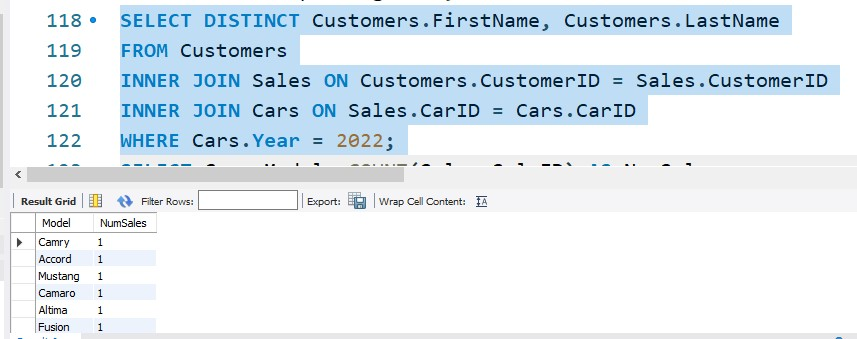 118 SELECT DISTINCT Customers.FirstName, Customers.LastName
119 FROM Customers
120 INNER JOIN Sales ON Customers.CustomerID = Sales.CustomerID
121 INNER JOIN Cars ON Sales.CarID = Cars.CarID
122 WHERE Cars.Year = 2022;
Result Grid Filter Rows: Export: Wrap Cell Content: IA
Model NumSales
Camry 1
Accord 1
Mustang 1
Camaro 1
Altima 1
Fusion 1